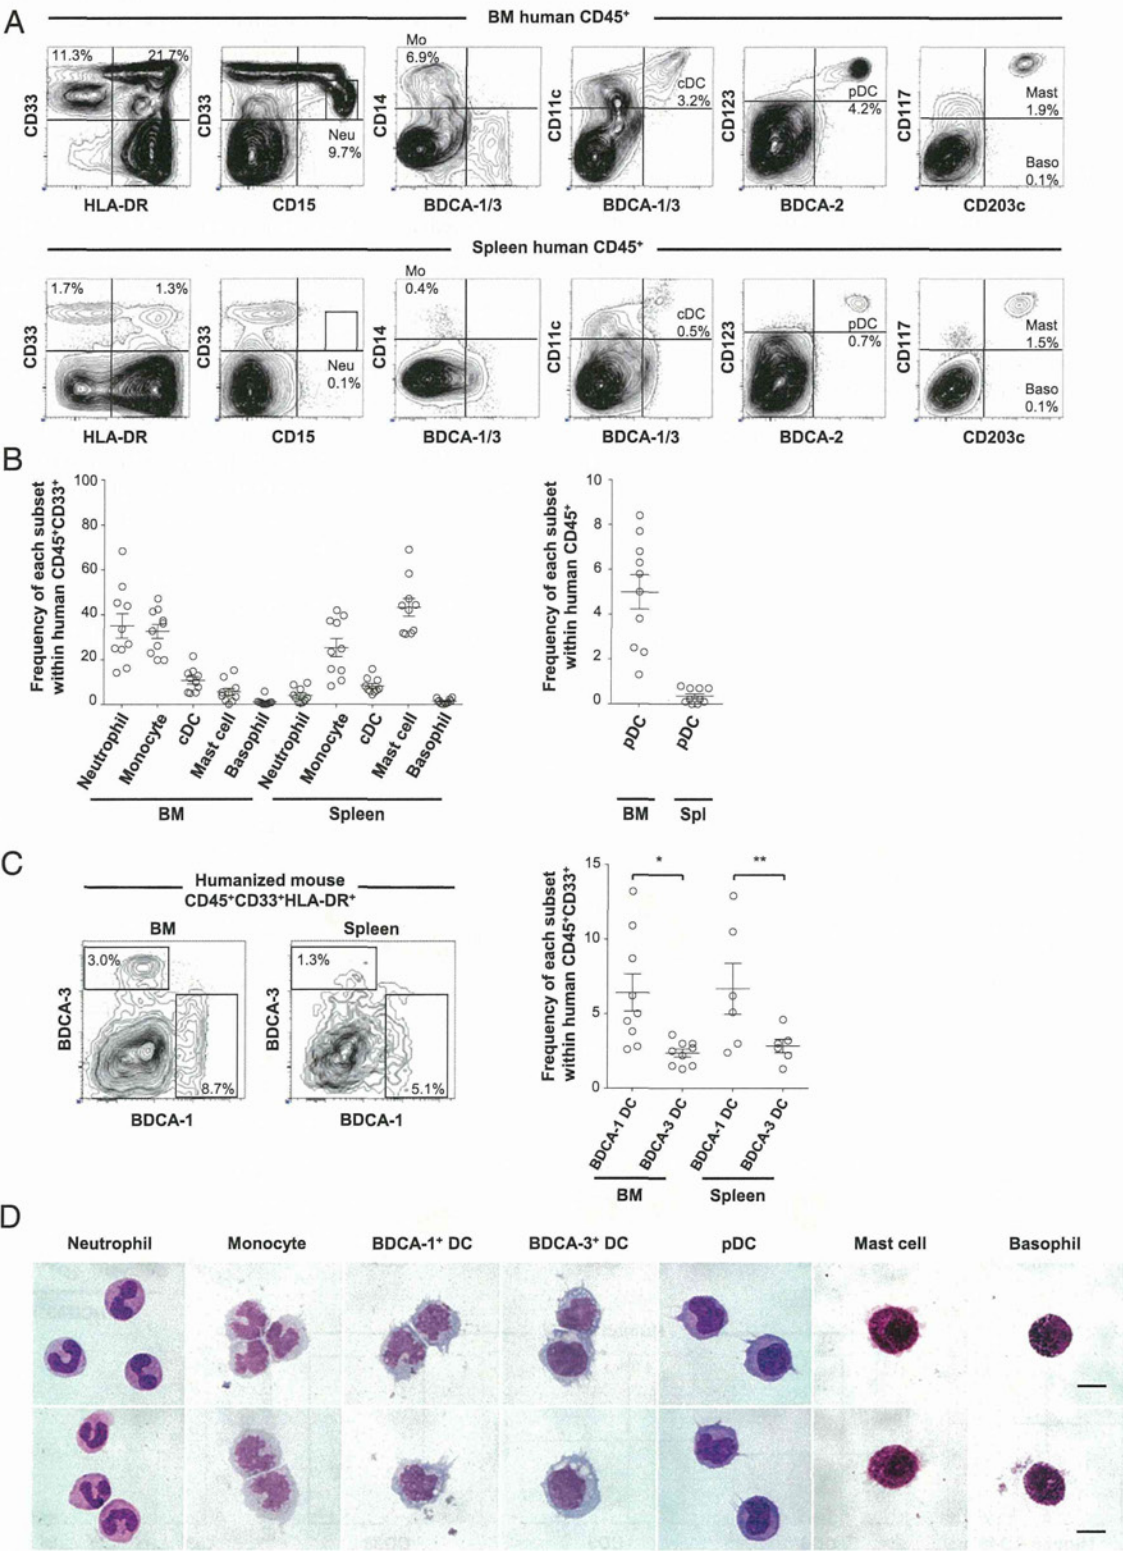 A
BM human CD45⁺
11.3% 21.7%
CD33
HLA-DR
CD33
Neu
9.7%
CD15
Mo
6.9%
CD14
BDCA-1/3
CD11c
cDC
3.2%
BDCA-1/3
CD123
pDC
4.2%
BDCA-2
CD117
Mast
1.9%
Baso
0.1%
CD203c
Spleen human CD45⁺
1.7% 1.3%
CD33
HLA-DR
CD33
Neu
0.1%
CD15
Mo
0.4%
CD14
BDCA-1/3
CD11c
cDC
0.5%
BDCA-1/3
CD123
pDC
0.7%
BDCA-2
CD117
Mast
1.5%
Baso
0.1%
CD203c
B
Frequency of each subset
within human CD45⁺CD33⁺
100
80
60
40
20
0
Neutrophil
Monocyte
cDC
Mast cell
Basophil
Neutrophil
Monocyte
cDC
Mast cell
Basophil
BM
Spleen
Frequency of each subset
within human CD45⁺
10
8
6
4
2
0
pDC
pDC
BM
Spl
C
Humanized mouse
CD45⁺CD33⁺HLA-DR⁺
BM
3.0%
8.7%
BDCA-3
BDCA-1
Spleen
1.3%
5.1%
BDCA-3
BDCA-1
Frequency of each subset
within human CD45⁺CD33⁺
15
10
5
0
*
**
BDCA-1 DC
BDCA-3 DC
BDCA-1 DC
BDCA-3 DC
BM
Spleen
D
Neutrophil
Monocyte
BDCA-1⁺ DC
BDCA-3⁺ DC
pDC
Mast cell
Basophil